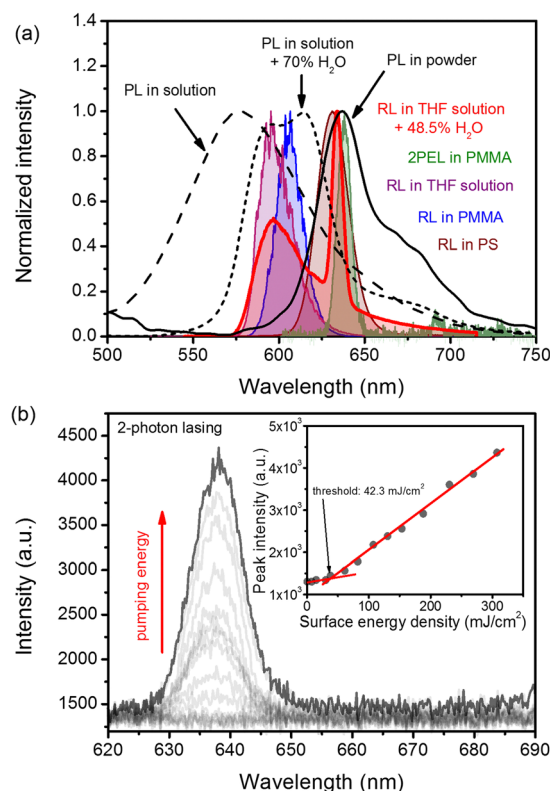 (a)
1.4
1.2
1.0
0.8
0.6
0.4
0.2
0.0
Normalized intensity
PL in solution
PL in solution
+ 70% H₂O
PL in powder
RL in THF solution
+ 48.5% H₂O
2PEL in PMMA
RL in THF solution
RL in PMMA
RL in PS
500 550 600 650 700 750
Wavelength (nm)
(b)
4500
4000
3500
3000
2500
2000
1500
Intensity (a.u.)
2-photon lasing
pumping energy
5x10³
4x10³
3x10³
2x10³
1x10³
Peak intensity (a.u.)
threshold: 42.3 mJ/cm²
0 100 200 300
Surface energy density (mJ/cm²)
620 630 640 650 660 670 680 690
Wavelength (nm)